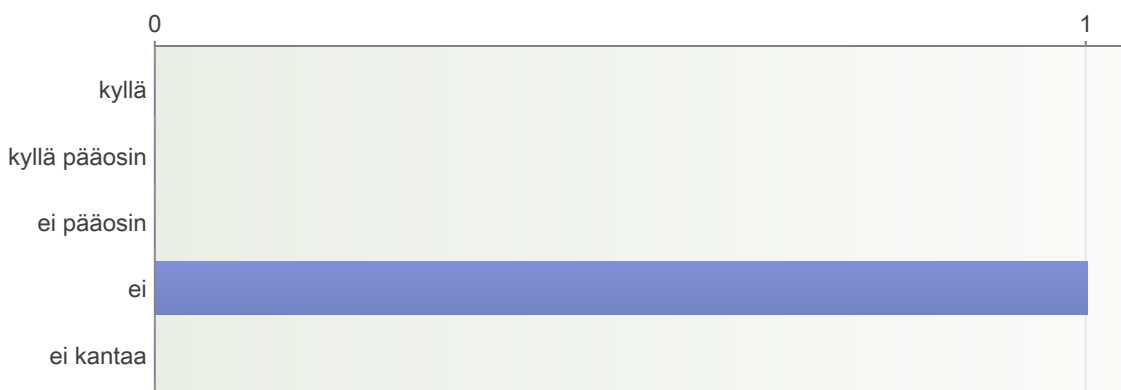 0 1
kyllä
kyllä pääosin
ei pääosin
ei
ei kantaa